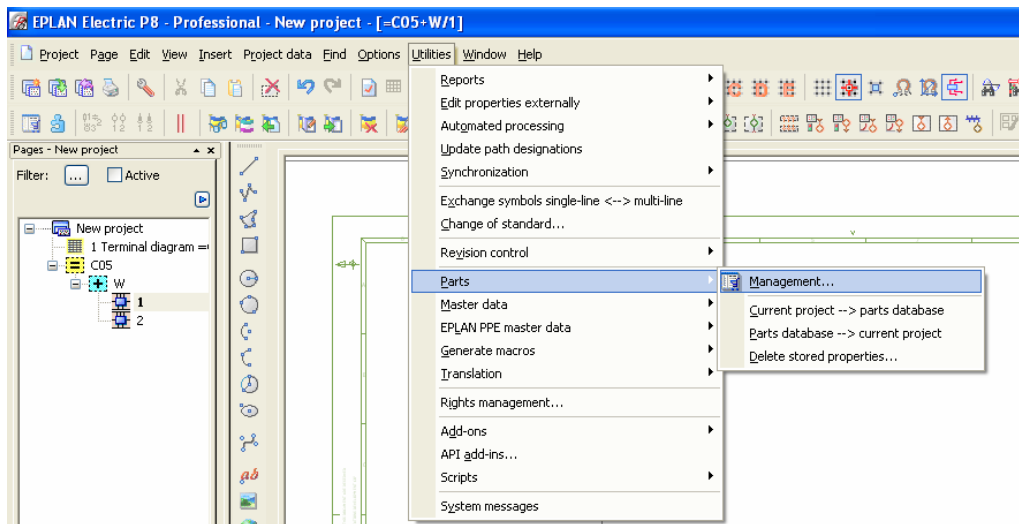 EPLAN Electric P8 - Professional - New project - [=C05+W/1]
Project Page Edit View Insert Project data Find Options Utilities Window Help
Pages - New project
Filter: ... Active
New project
1 Terminal diagram =
C05
W
1
2
Reports
Edit properties externally
Automated processing
Update path designations
Synchronization
Exchange symbols single-line <--> multi-line
Change of standard...
Revision control
Parts
Master data
EPLAN PPE master data
Generate macros
Translation
Rights management...
Add-ons
API add-ins...
Scripts
System messages
Management...
Current project --> parts database
Parts database --> current project
Delete stored properties...
ab